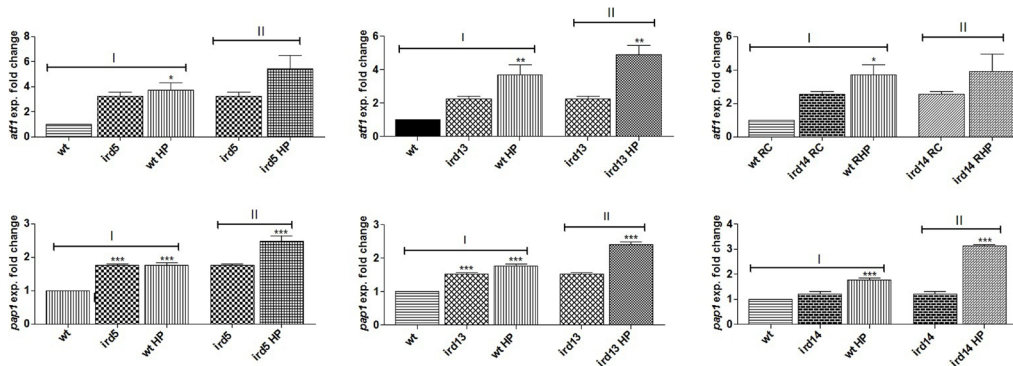 I
II
atf1 exp. fold change
8
6
4
2
0
*
wt
ird5
wt HP
ird5
ird5 HP
I
II
atf1 exp. fold change
6
4
2
0
**
**
wt
ird13
wt HP
ird13
ird13 HP
I
II
atf1 exp. fold change
6
4
2
0
*
wt RC
ird14 RC
wt RHP
ird14 RC
ird14 RHP
I
II
pap1 exp. fold change
3
2
1
0
***
***
***
wt
ird5
wt HP
ird5
ird5 HP
I
II
pap1 exp. fold change
3
2
1
0
***
***
***
wt
ird13
wt HP
ird13
ird13 HP
I
II
pap1 exp. fold change
4
3
2
1
0
***
***
wt
ird14
wt HP
ird14
ird14 HP